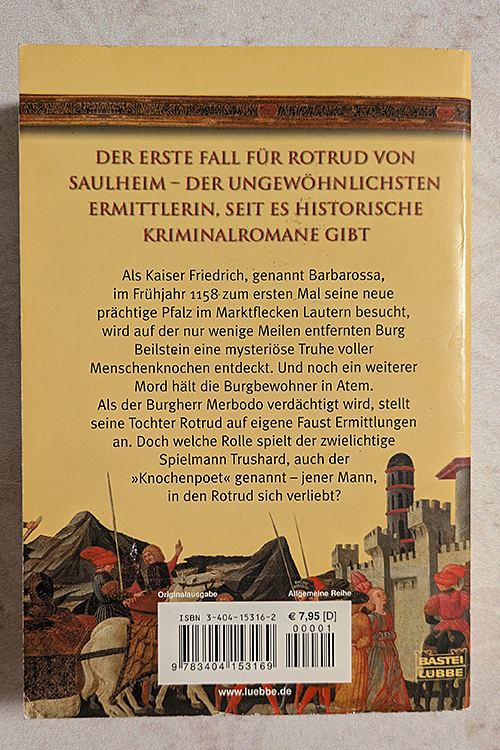 DER ERSTE FALL FÜR ROTRUD VON
SAULHEIM – DER UNGEWÖHNLICHSTEN
ERMITTLERIN, SEIT ES HISTORISCHE
KRIMINALROMANE GIBT
Als Kaiser Friedrich, genannt Barbarossa,
im Frühjahr 1158 zum ersten Mal seine neue
prächtige Pfalz im Marktflecken Lautern besucht,
wird auf der nur wenige Meilen entfernten Burg
Beilstein eine mysteriöse Truhe voller
Menschenknochen entdeckt. Und noch ein weiterer
Mord hält die Burgbewohner in Atem.
Als der Burgherr Merbodo verdächtigt wird, stellt
seine Tochter Rotrud auf eigene Faust Ermittlungen
an. Doch welche Rolle spielt der zwielichtige
Spielmann Trushard, auch der
»Knochenpoet« genannt – jener Mann,
in den Rotrud sich verliebt?
Originalausgabe
Allgemeine Reihe
ISBN 3-404-15316-2
€ 7,95 [D]
00001
9 783404 153169
www.luebbe.de
BASTEI
LÜBBE